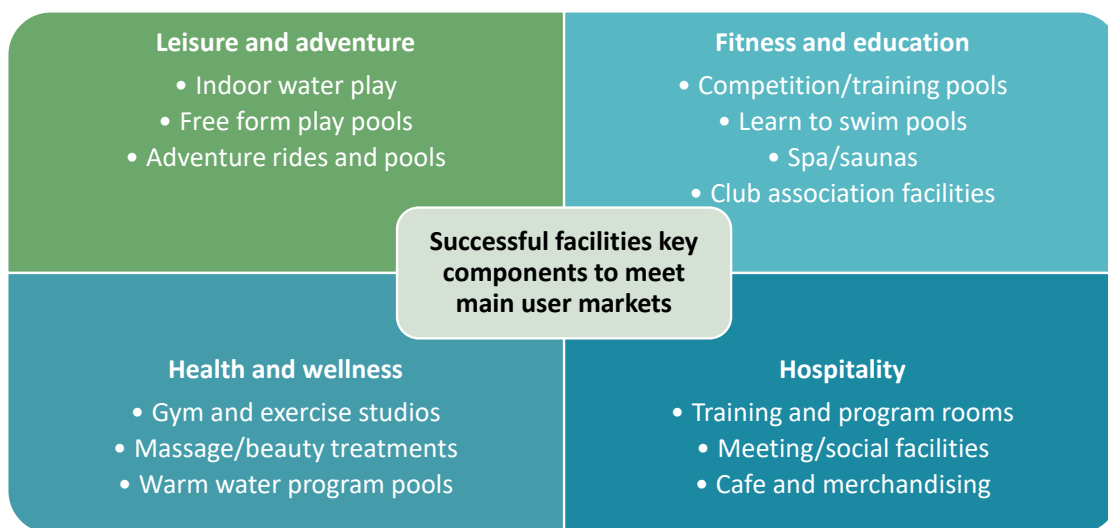 Leisure and adventure
• Indoor water play
• Free form play pools
• Adventure rides and pools
Fitness and education
• Competition/training pools
• Learn to swim pools
• Spa/saunas
• Club association facilities
Successful facilities key
components to meet
main user markets
Health and wellness
• Gym and exercise studios
• Massage/beauty treatments
• Warm water program pools
Hospitality
• Training and program rooms
• Meeting/social facilities
• Cafe and merchandising